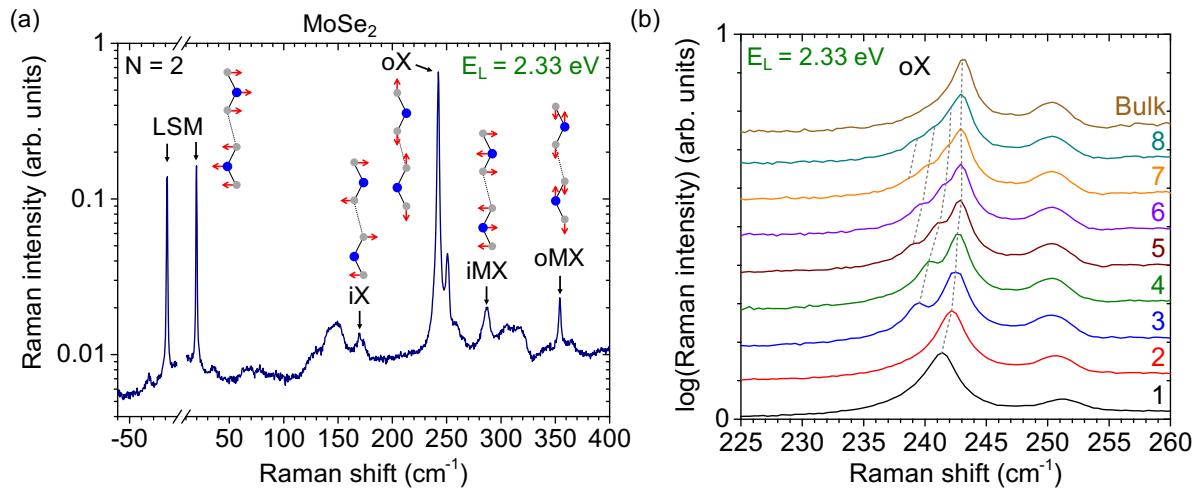 (a)
MoSe2
N = 2
EL = 2.33 eV
oX
LSM
iX
iMX
oMX
Raman intensity (arb. units)
1
0.1
0.01
-50 50 100 150 200 250 300 350 400
Raman shift (cm-1)
(b)
EL = 2.33 eV
oX
Bulk
8
7
6
5
4
3
2
1
log(Raman intensity) (arb. units)
1
0
225 230 235 240 245 250 255 260
Raman shift (cm-1)